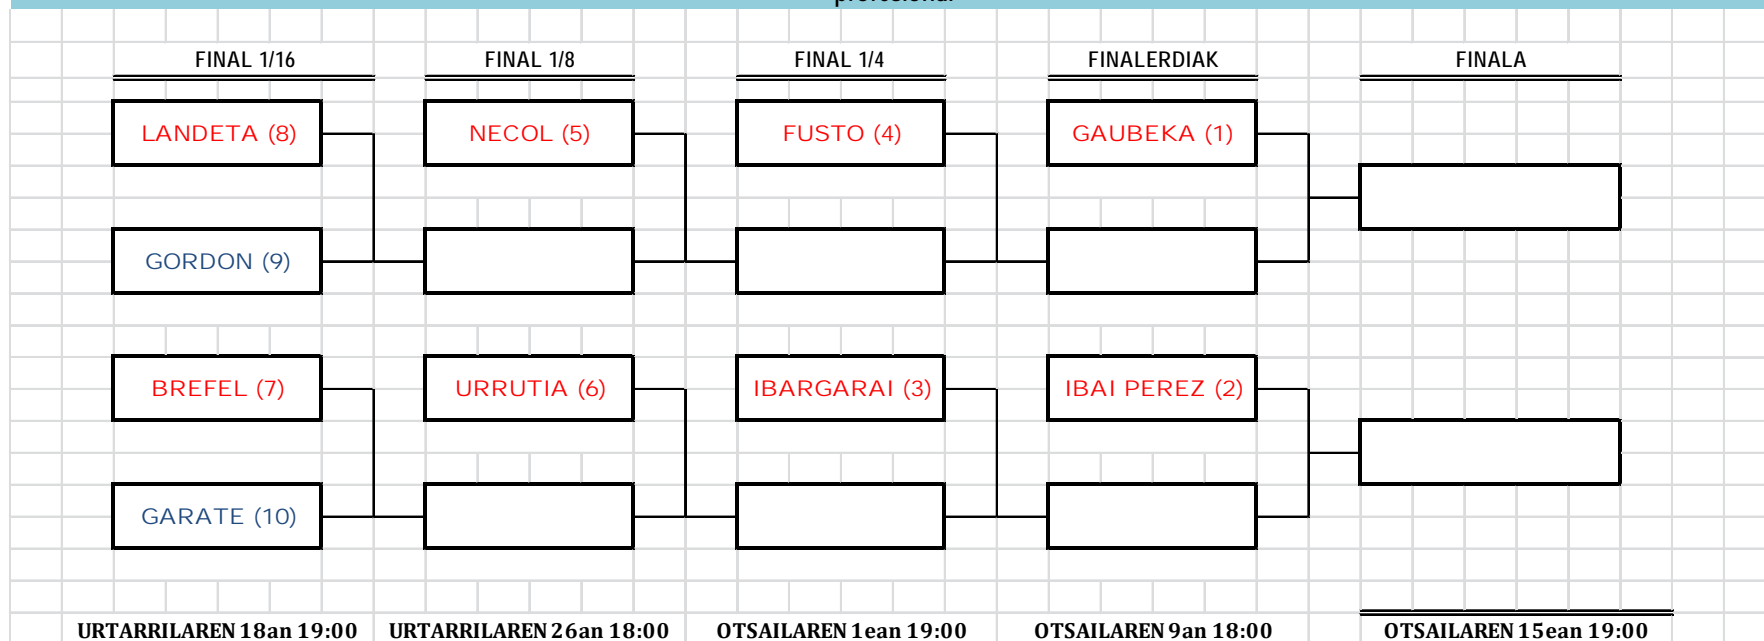 FINAL 1/16 FINAL 1/8 FINAL 1/4 FINALERDIAK FINALA
LANDETA (8) NECOL (5) FUSTO (4) GAUBEKA (1)
GORDON (9)
BREFEL (7) URRUTIA (6) IBARGARAI (3) IBAI PEREZ (2)
GARATE (10)
URTARRILAREN 18an 19:00 URTARRILAREN 26an 18:00 OTSAILAREN 1ean 19:00 OTSAILAREN 9an 18:00 OTSAILAREN 15ean 19:00